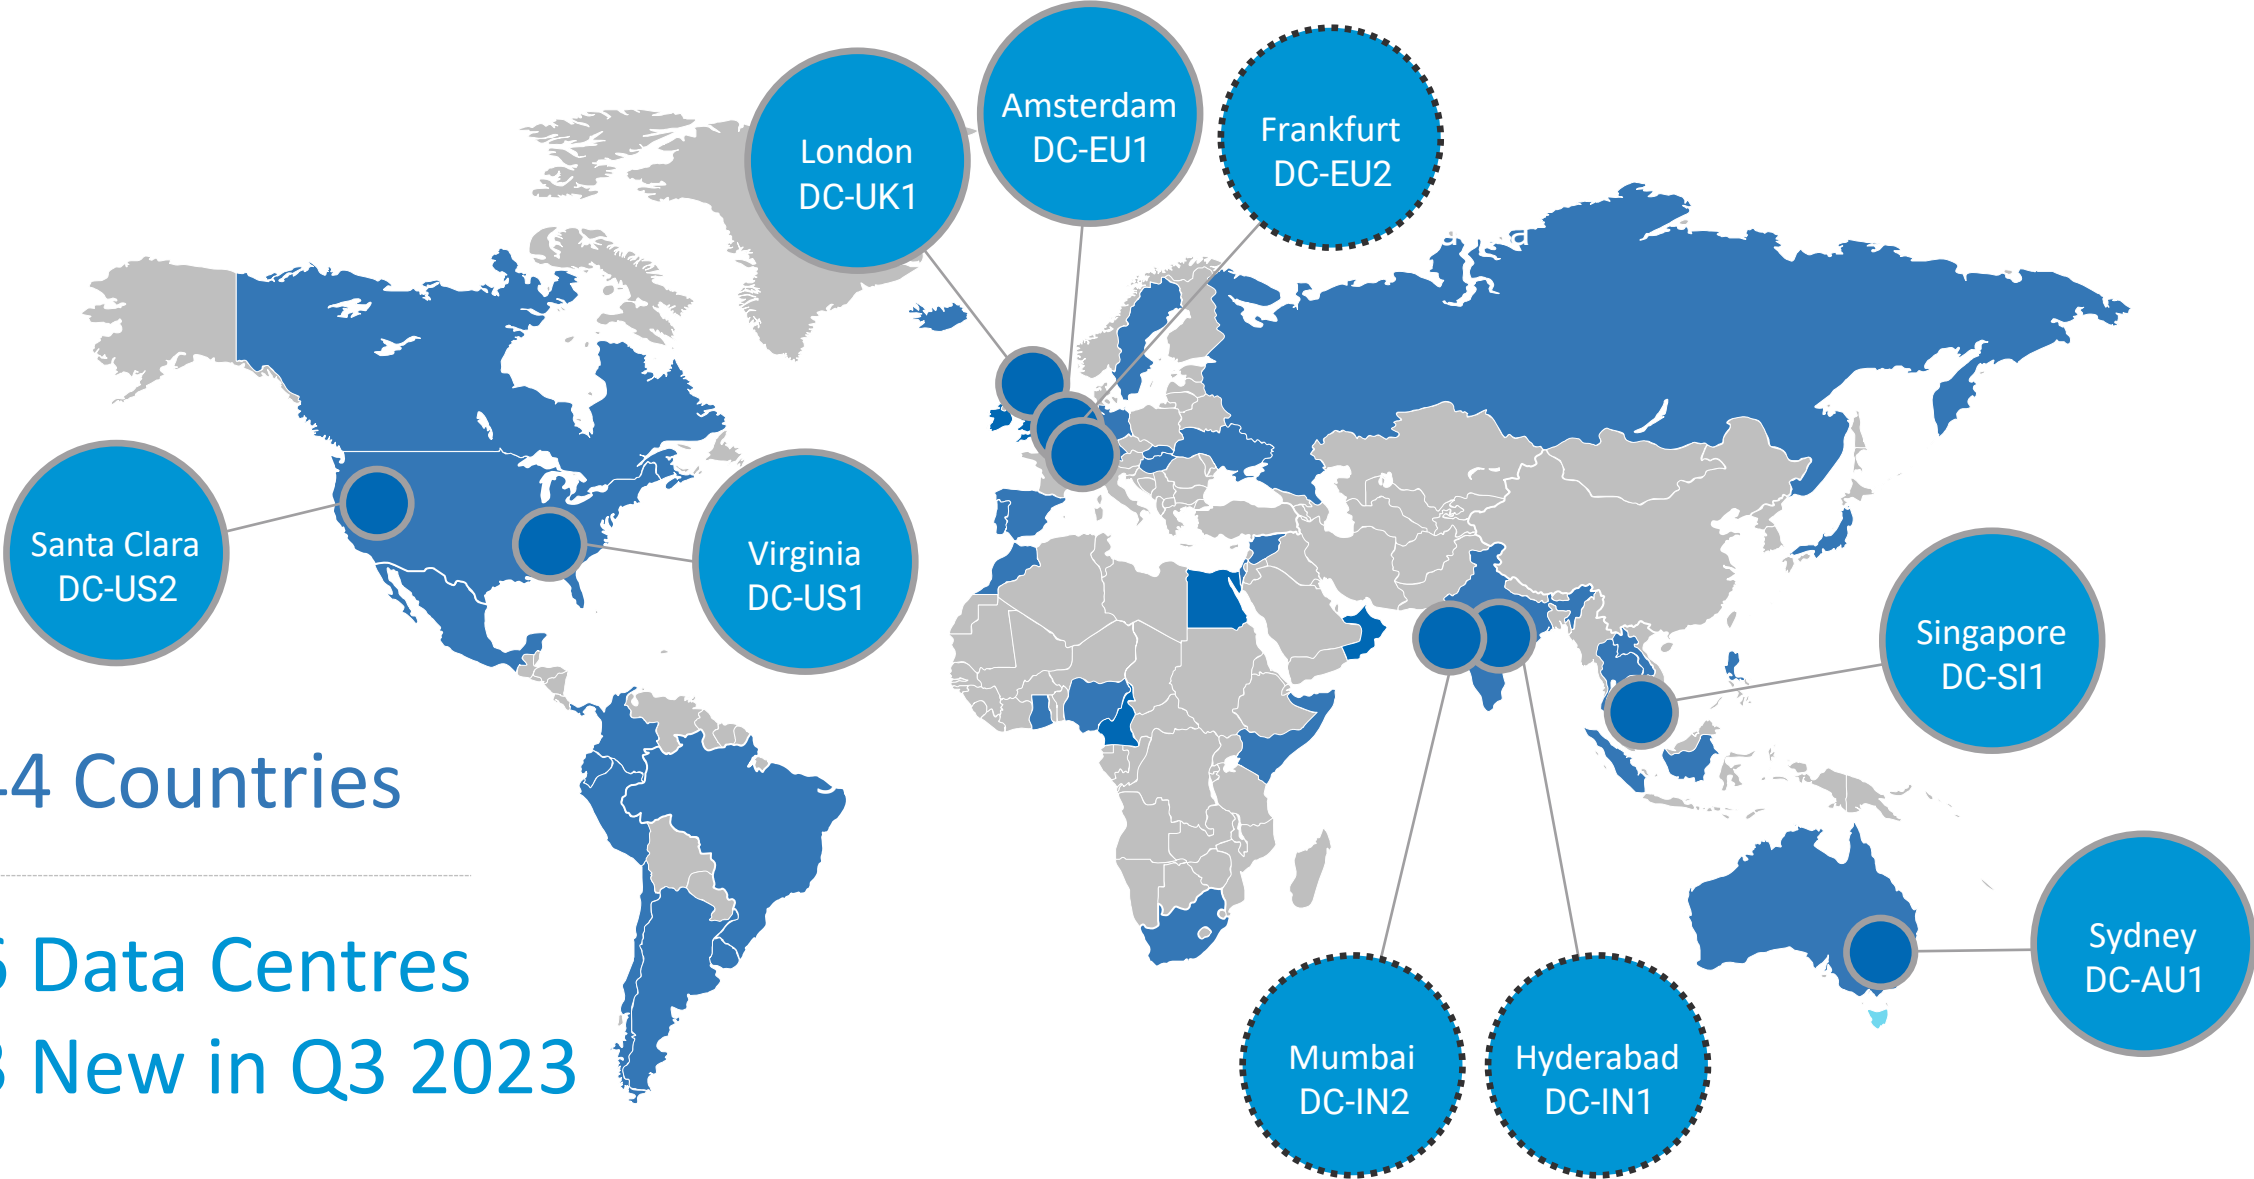 London
DC-UK1
Amsterdam
DC-EU1
Frankfurt
DC-EU2
Santa Clara
DC-US2
Virginia
DC-US1
Singapore
DC-SI1
4 Countries
Data Centres
New in Q3 2023
Sydney
DC-AU1
Mumbai
DC-IN2
Hyderabad
DC-IN1